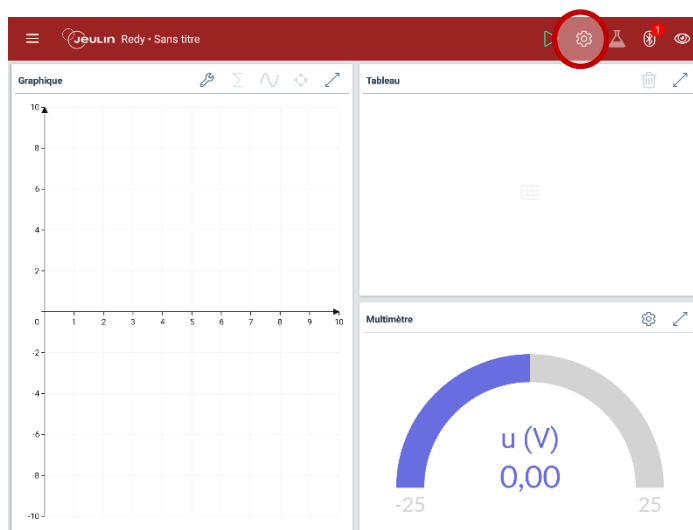 Jeulin Redy • Sans titre
1
Graphique
10
8
6
4
2
0 1 2 3 4 5 6 7 8 9 10
-2
-4
-6
-8
-10
Tableau
Multimètre
u (V)
0,00
-25 25